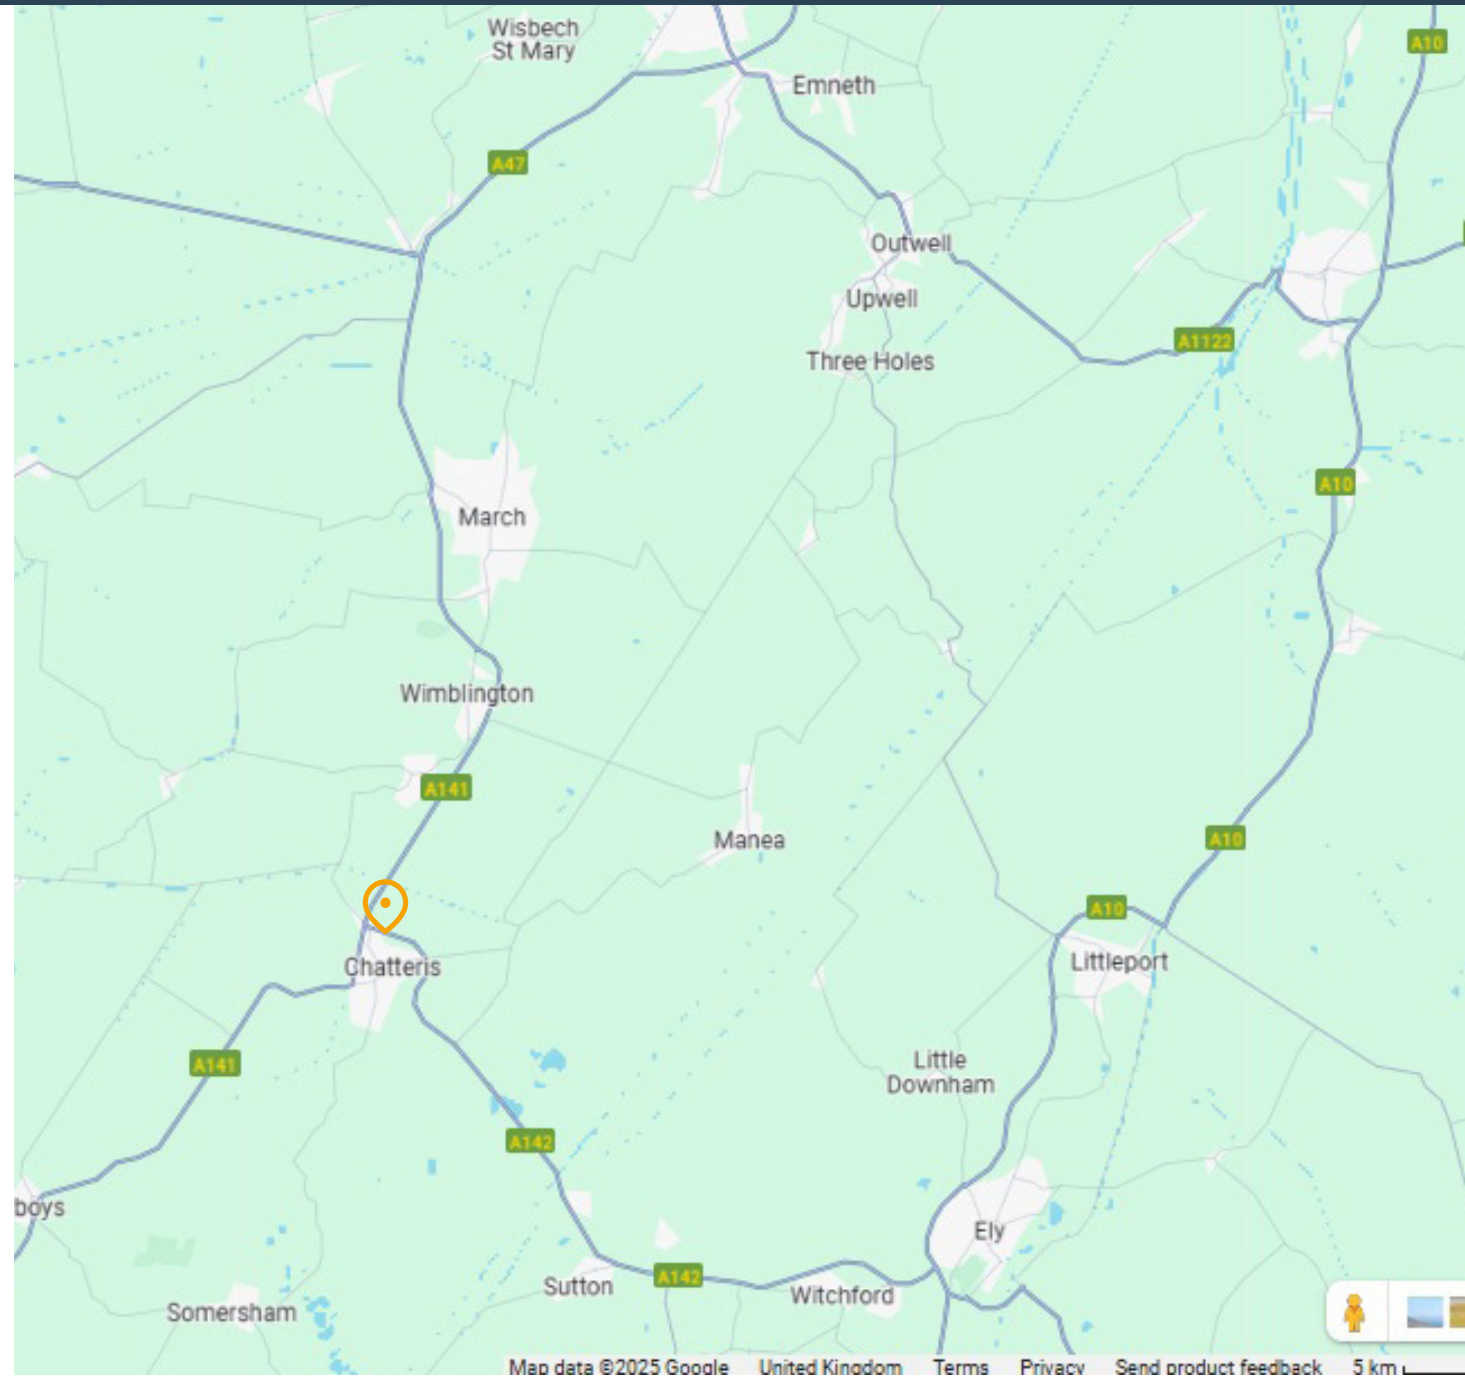 Wisbech
St Mary
A10
Emneth
A47
Outwell
Upwell
A1122
Three Holes
A10
March
Wimblington
A141
Manea
A10
A10
Chatteris
Littleport
A141
Little
Downham
A142
boys
Ely
A142
Sutton
Witchford
Somersham
Map data ©2025 Google United Kingdom Terms Privacy Send product feedback 5 km